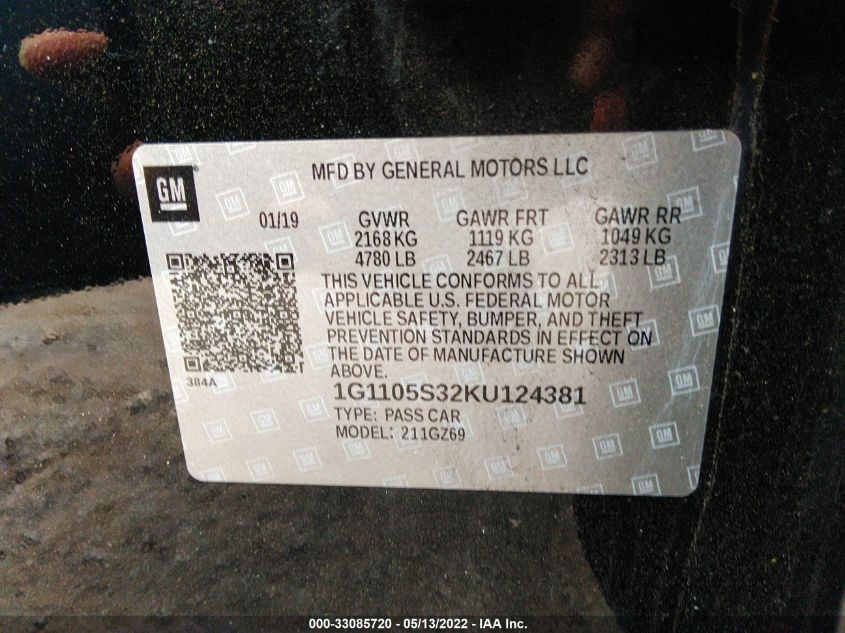 GM
MFD BY GENERAL MOTORS LLC
01/19 GVWR GAWR FRT GAWR RR
2168 KG 1119 KG 1049 KG
4780 LB 2467 LB 2313 LB
THIS VEHICLE CONFORMS TO ALL
APPLICABLE U.S. FEDERAL MOTOR
VEHICLE SAFETY, BUMPER, AND THEFT
PREVENTION STANDARDS IN EFFECT ON
THE DATE OF MANUFACTURE SHOWN
ABOVE.
384A
1G1105S32KU124381
TYPE: PASS CAR
MODEL: 211GZ69
000-33085720 — 05/13/2022 - IAA Inc.